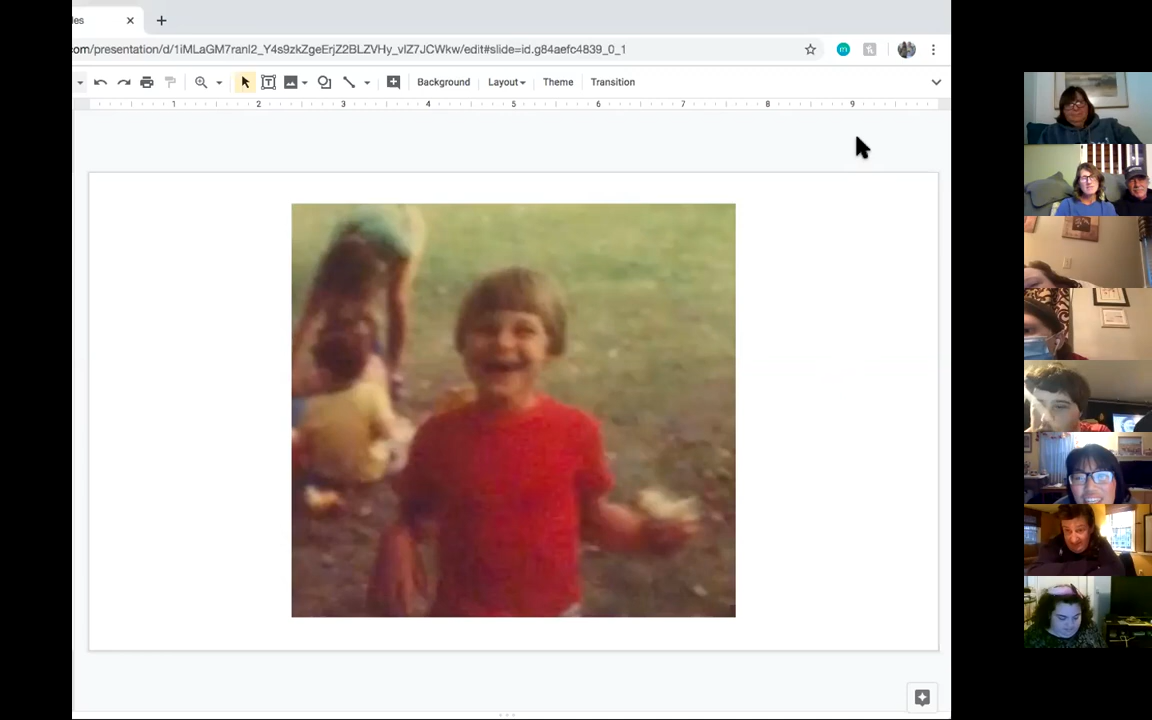 les
com/presentation/d/1iMLaGM7ranl2_Y4s9zkZgeErjZ2BLZVHy_vlZ7JCWkw/edit#slide=id.g84aefc4839_0_1
Background Layout Theme Transition
1 2 3 4 5 6 7 8 9